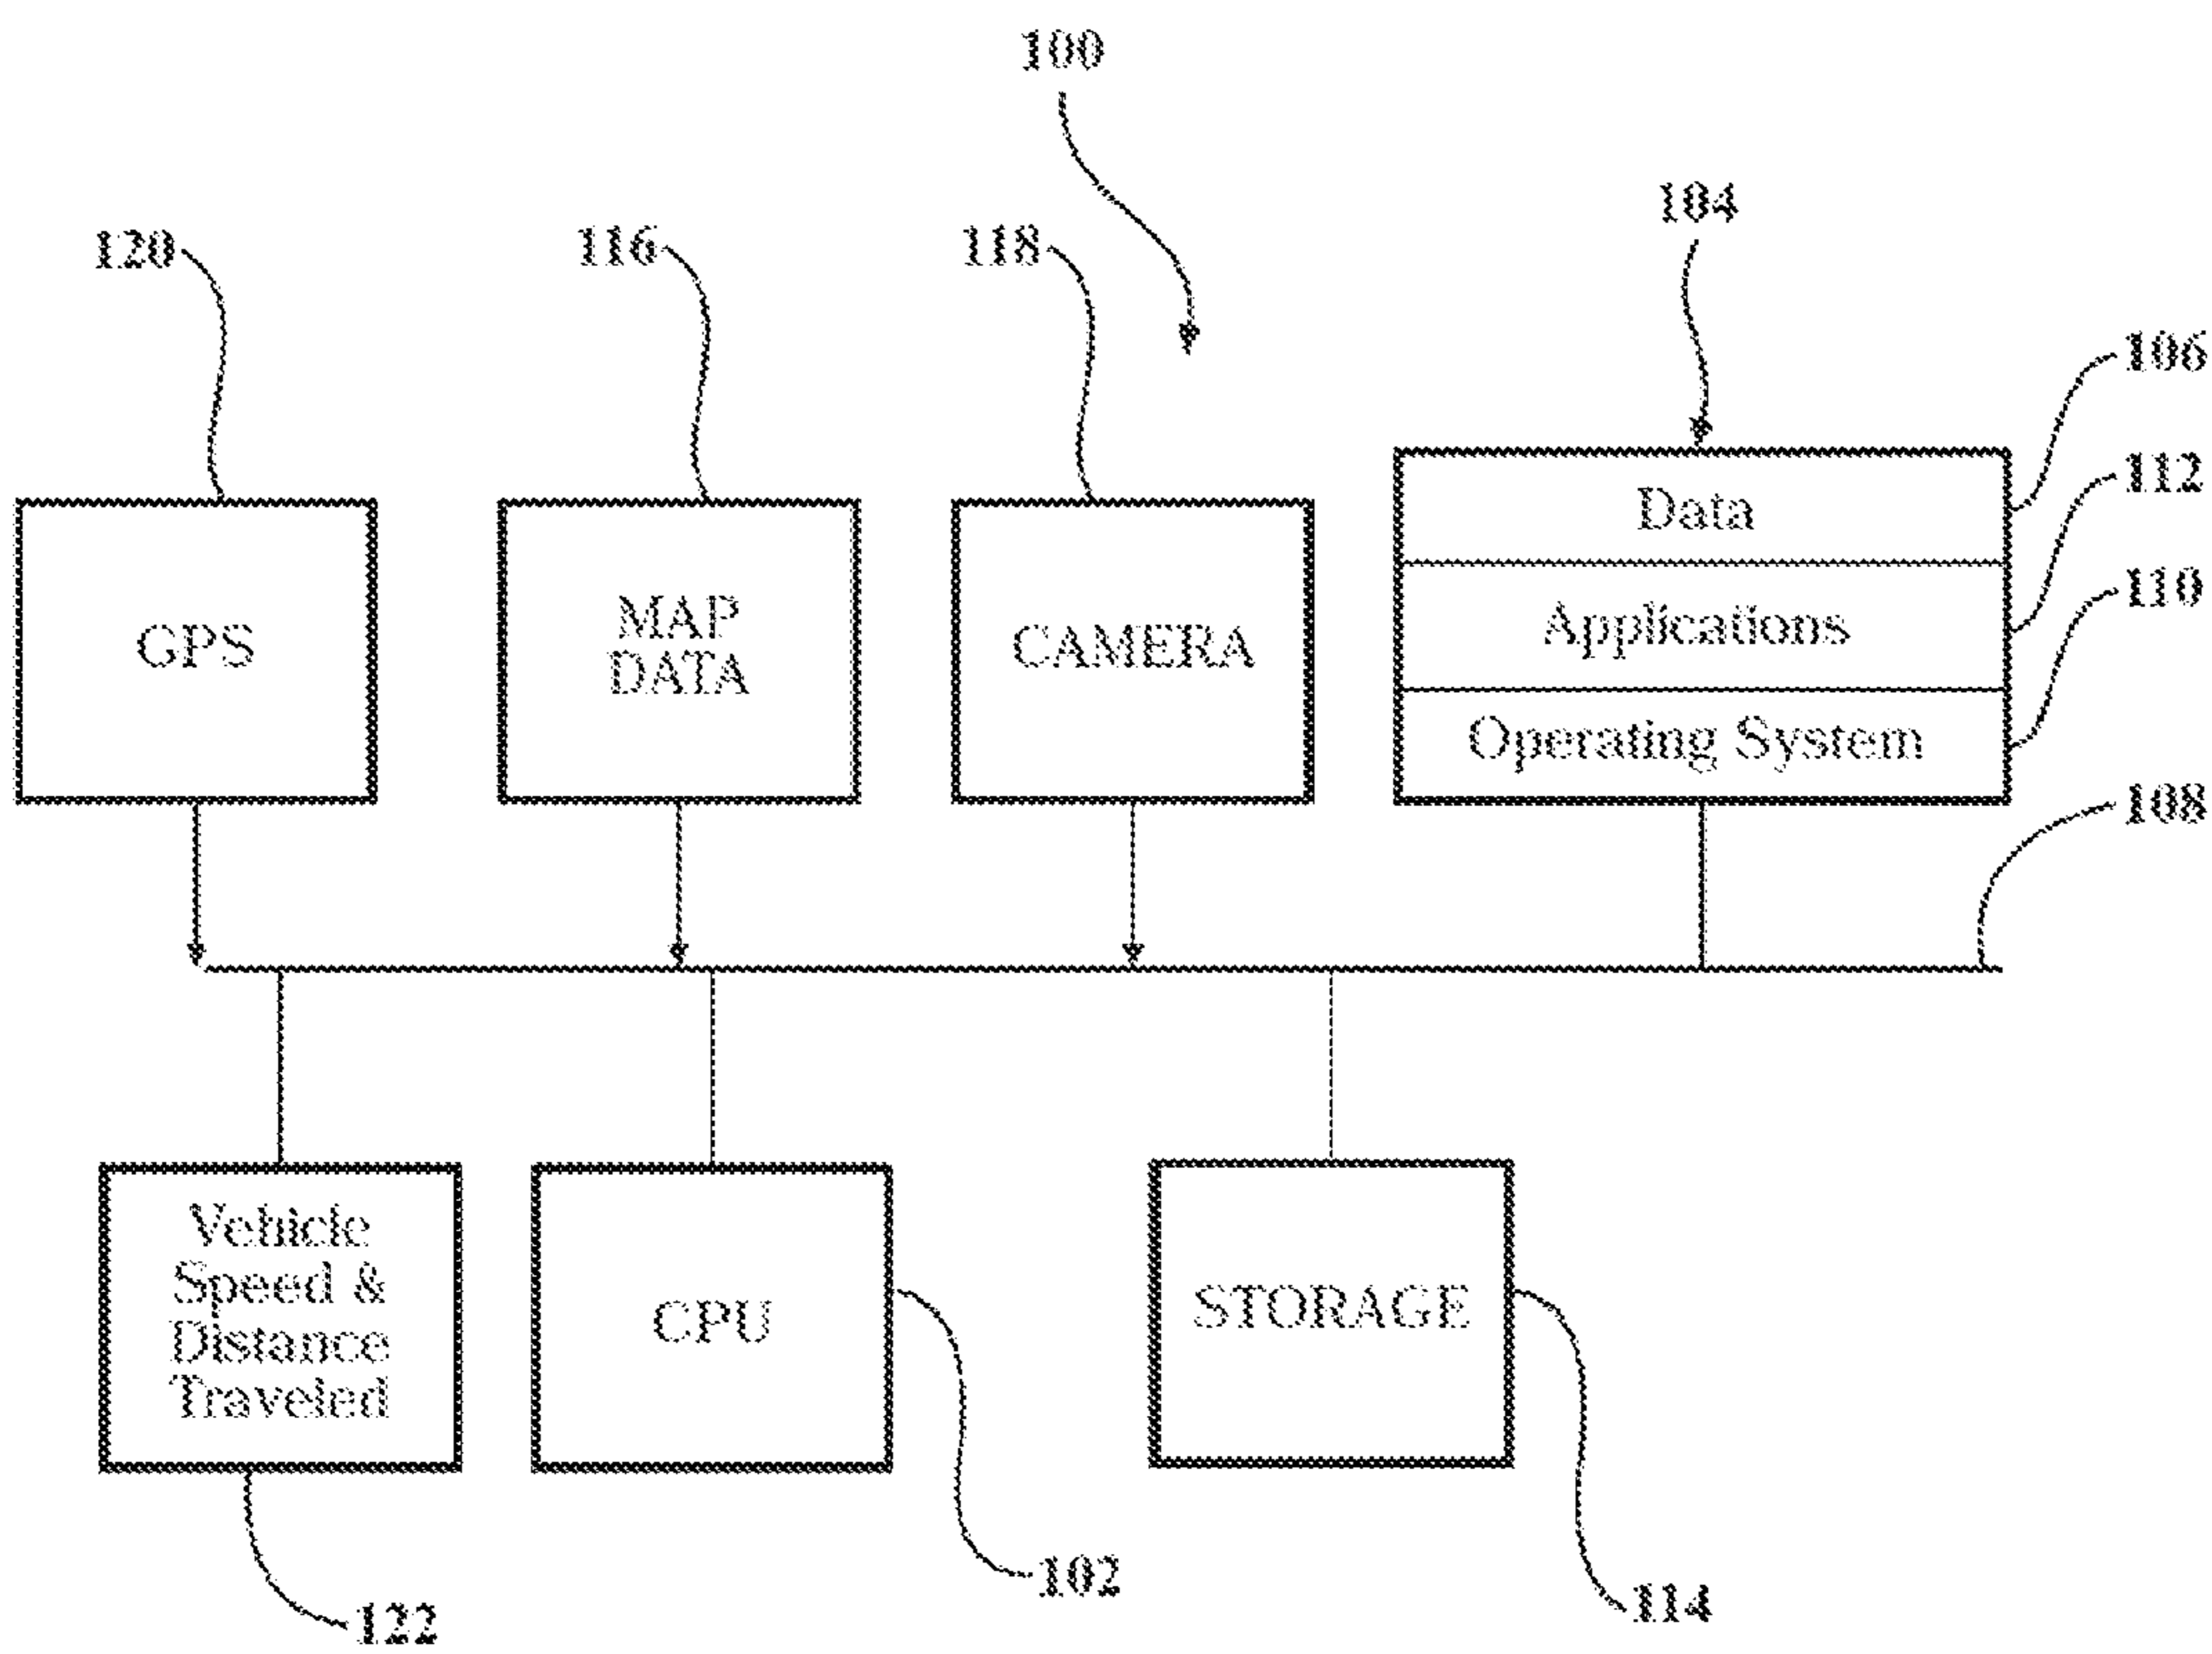 100
104
120
116
118
106
112
110
108
GPS
MAP
DATA
CAMERA
Data
Applications
Operating System
Vehicle
Speed &
Distance
Traveled
CPU
STORAGE
102
114
122